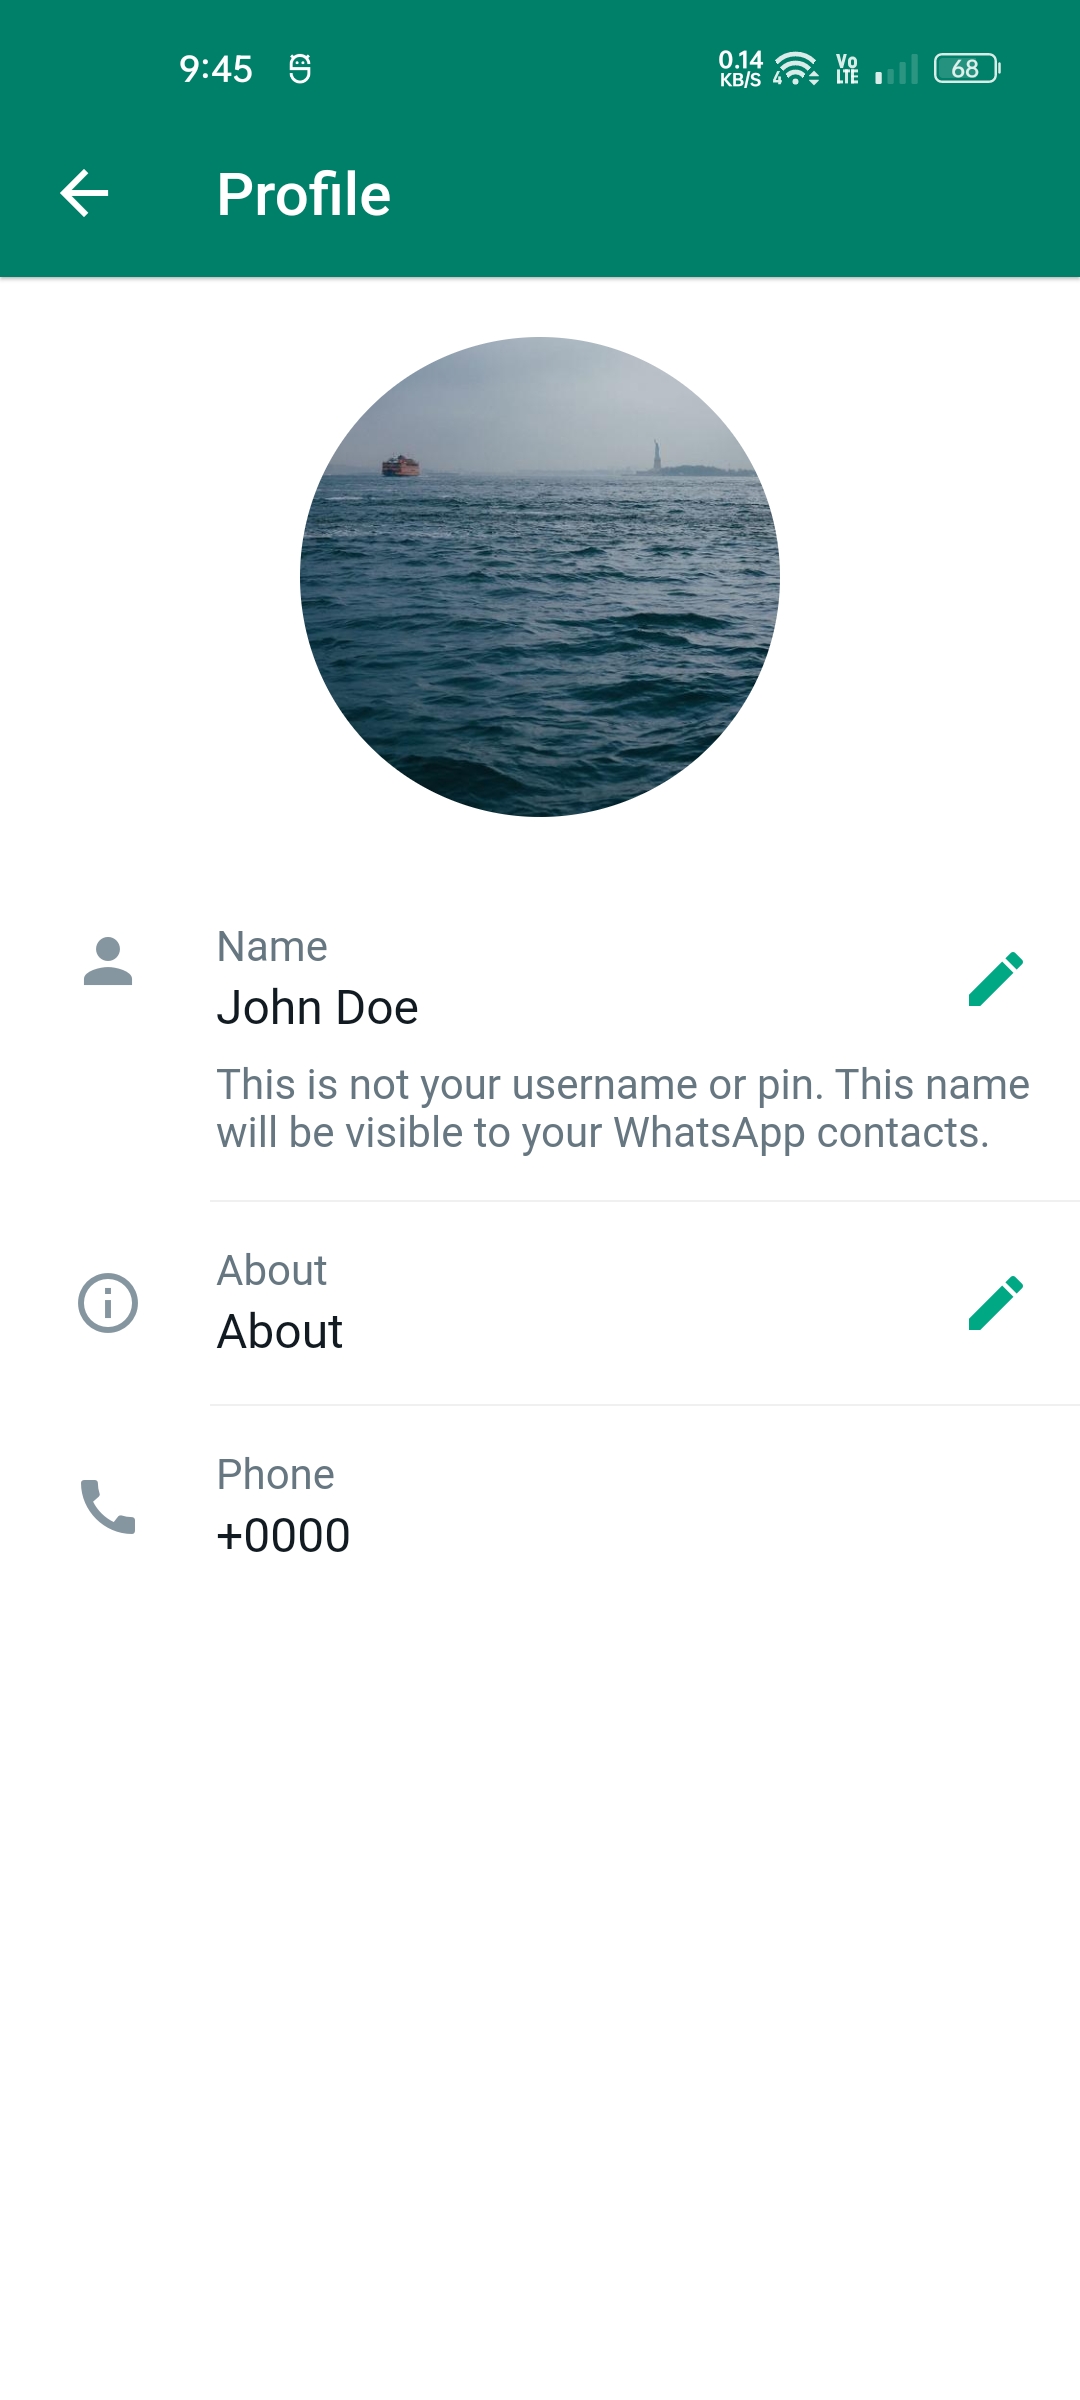 9:45
0.14 KB/S 4 Vo LTE 68
Profile
Name
John Doe
This is not your username or pin. This name
will be visible to your WhatsApp contacts.
About
About
Phone
+0000